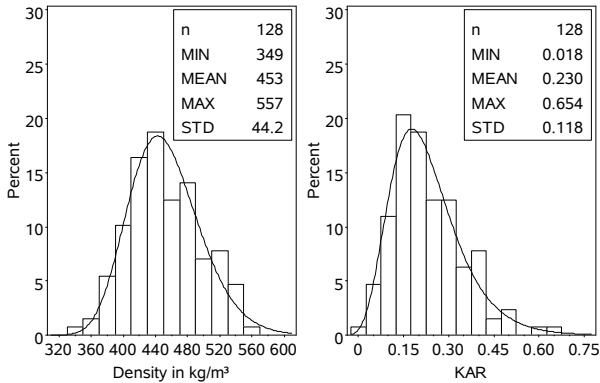 30
25
20
15
10
5
0
Percent
n 128
MIN 349
MEAN 453
MAX 557
STD 44.2
320 360 400 440 480 520 560 600
Density in kg/m³
30
25
20
15
10
5
0
Percent
n 128
MIN 0.018
MEAN 0.230
MAX 0.654
STD 0.118
0 0.15 0.30 0.45 0.60 0.75
KAR